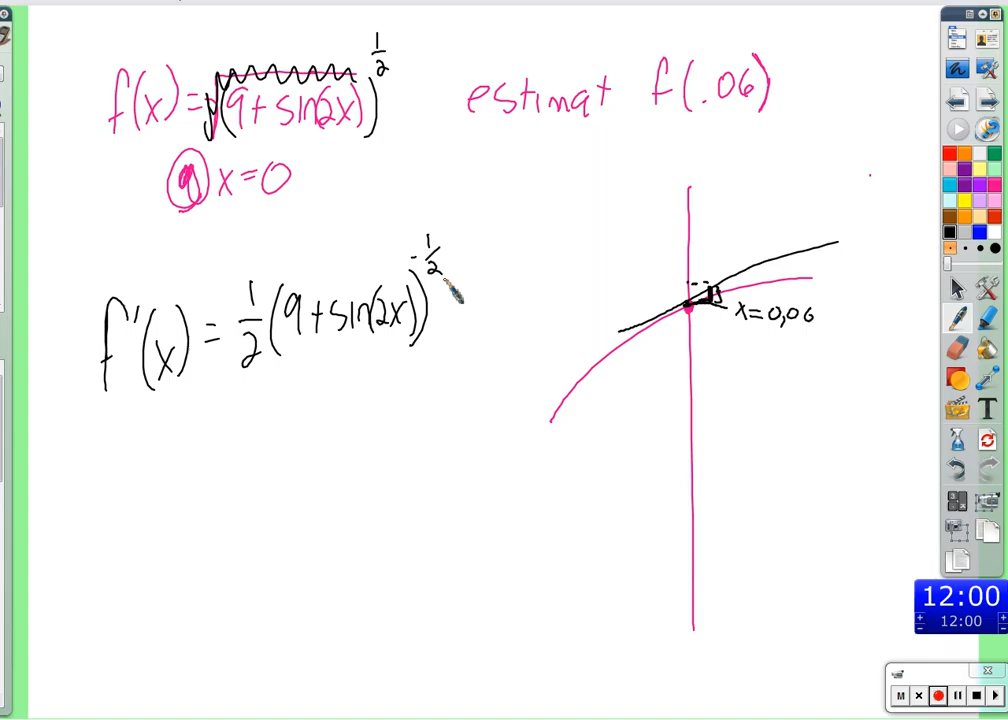 f(x) = √(9 + sin(2x))^1/2 estimat f(.06)
@ x = 0
f'(x) = 1/2 (9 + sin(2x))^-1/2
x = 0,06
T
12:00
12:00
M